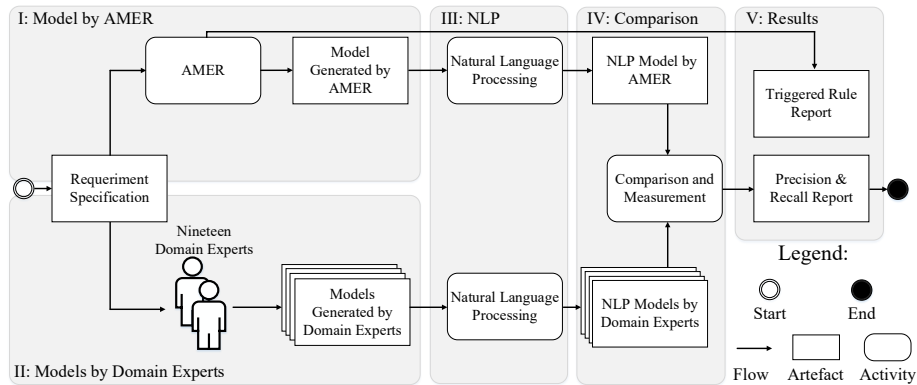 I: Model by AMER
III: NLP
IV: Comparison
V: Results
AMER
Model
Generated by
AMER
Natural Language
Processing
NLP Model by
AMER
Triggered Rule
Report
Requeriment
Specification
Comparison and
Measurement
Precision &
Recall Report
Nineteen
Domain Experts
Models
Generated by
Domain Experts
Natural Language
Processing
NLP Models by
Domain Experts
II: Models by Domain Experts
Legend:
Start
End
Flow
Artefact
Activity